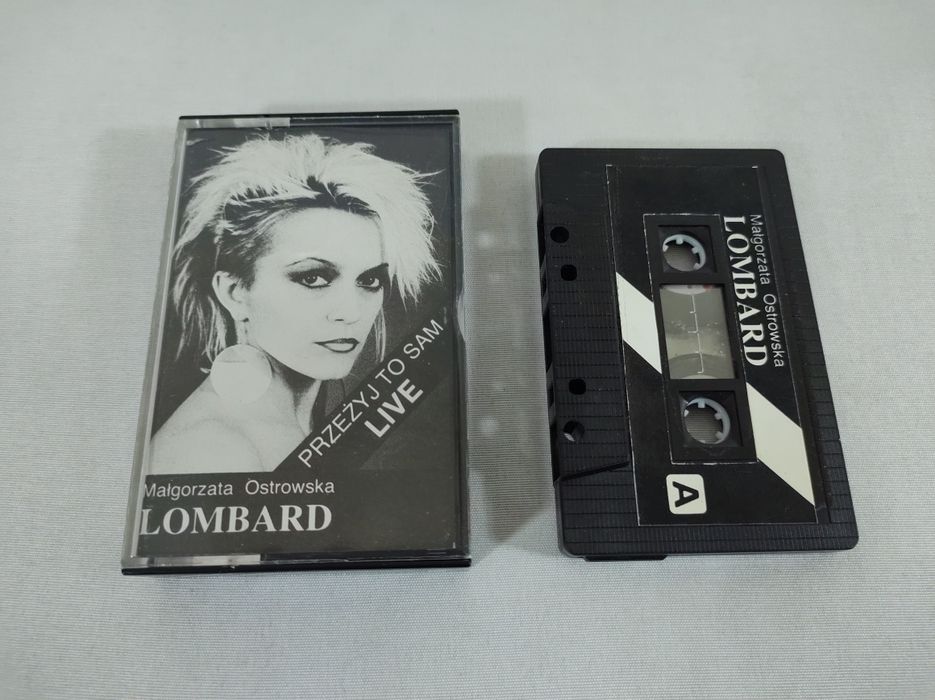 PRZEŻYJ TO SAM
LIVE
Małgorzata Ostrowska
LOMBARD
Małgorzata Ostrowska
LOMBARD
A